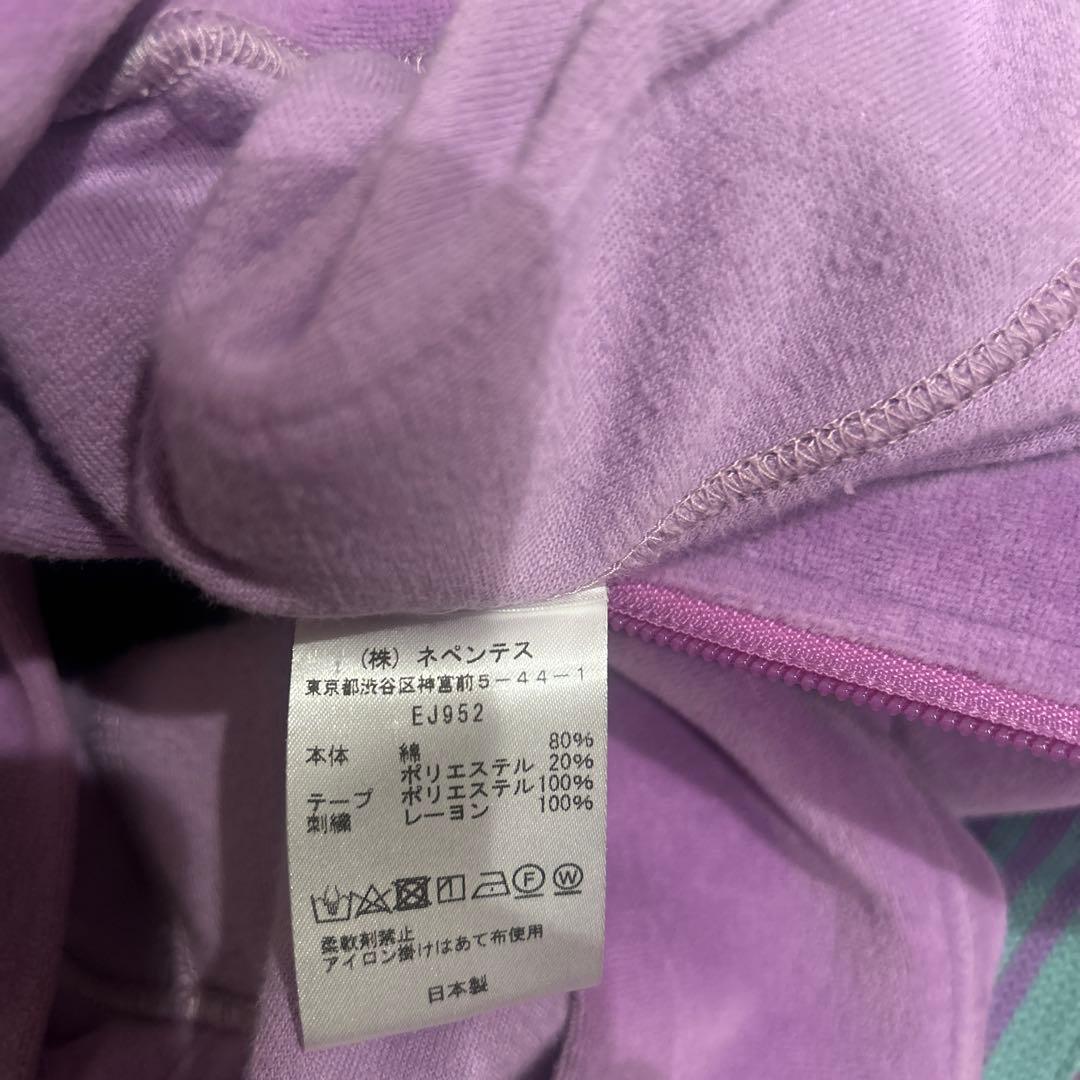 (株) ネペンテス
東京都渋谷区神宮前5-44-1
EJ952
本体 綿 80%
ポリエステル 20%
テープ ポリエステル 100%
刺繍 レーヨン 100%
F W
柔軟剤禁止
アイロン掛けはあて布使用
日本製